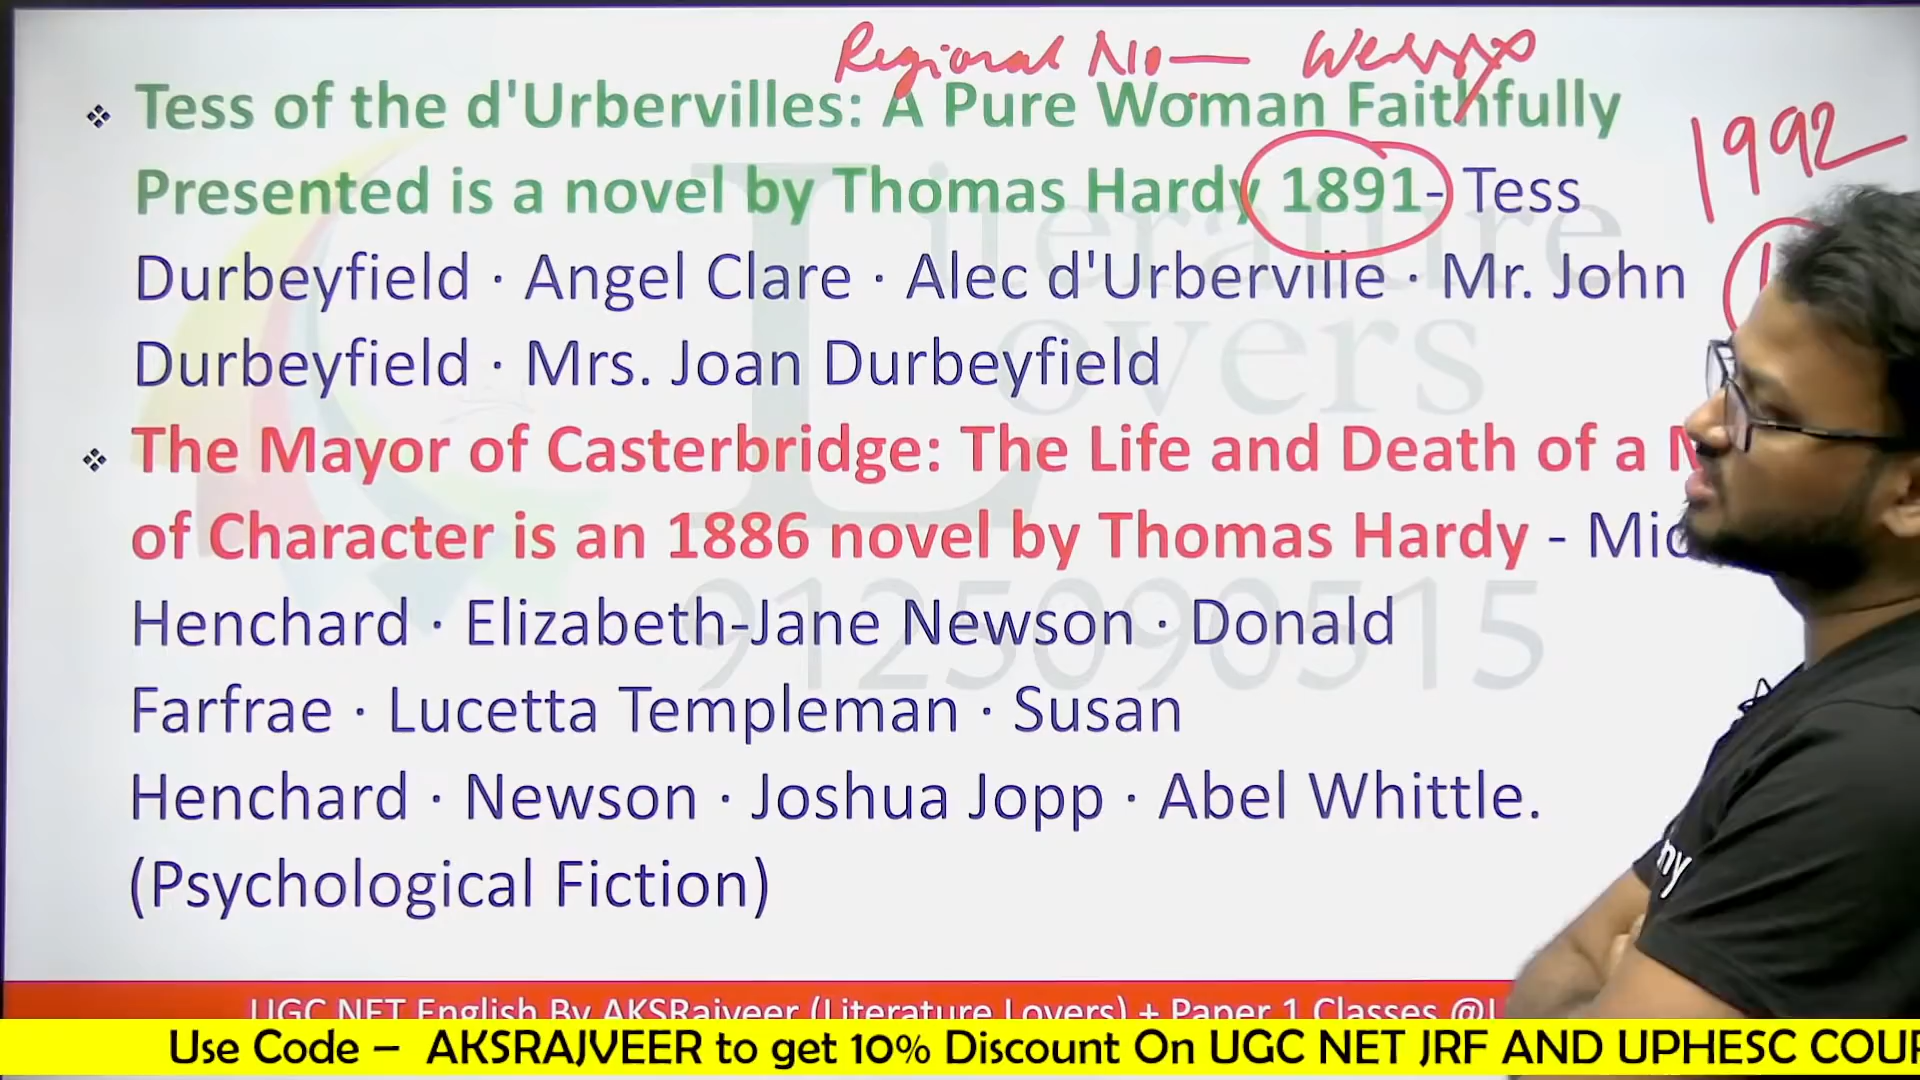 Regional No — Wessex
Tess of the d'Urbervilles: A Pure Woman Faithfully
1992
Presented is a novel by Thomas Hardy 1891- Tess
Durbeyfield · Angel Clare · Alec d'Urberville · Mr. John
Durbeyfield · Mrs. Joan Durbeyfield
The Mayor of Casterbridge: The Life and Death of a
of Character is an 1886 novel by Thomas Hardy -
Henchard · Elizabeth-Jane Newson · Donald
Farfrae · Lucetta Templeman · Susan
Henchard · Newson · Joshua Jopp · Abel Whittle.
(Psychological Fiction)
Literature
Lovers
9125090515
UGC NET English By AKSRajveer (Literature Lovers) + Paper 1 Classes
Use Code – AKSRAJVEER to get 10% Discount On UGC NET JRF AND UPHESC